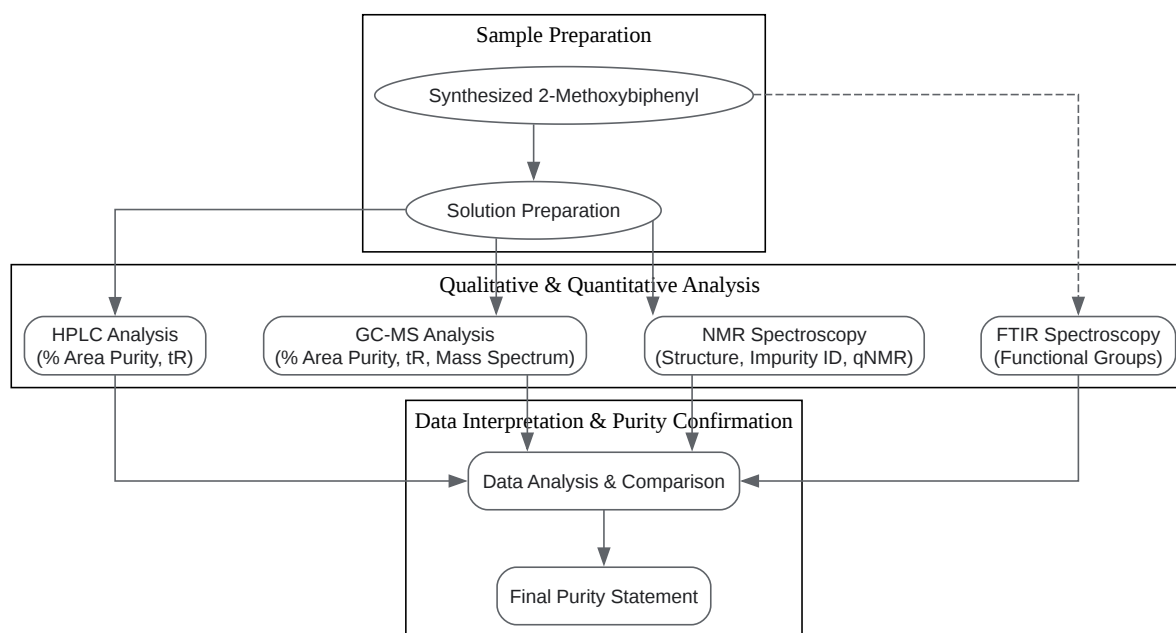 Sample Preparation
Synthesized 2-Methoxybiphenyl
Solution Preparation
Qualitative & Quantitative Analysis
HPLC Analysis
(% Area Purity, tR)
GC-MS Analysis
(% Area Purity, tR, Mass Spectrum)
NMR Spectroscopy
(Structure, Impurity ID, qNMR)
FTIR Spectroscopy
(Functional Groups)
Data Interpretation & Purity Confirmation
Data Analysis & Comparison
Final Purity Statement